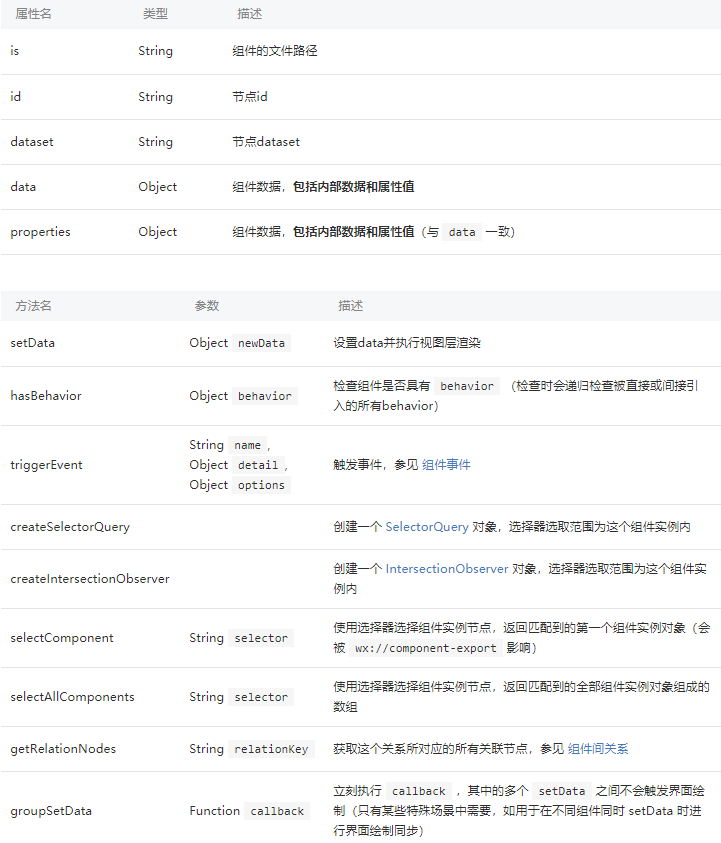 属性名 类型 描述
is String 组件的文件路径
id String 节点id
dataset String 节点dataset
data Object 组件数据，包括内部数据和属性值
properties Object 组件数据，包括内部数据和属性值（与 data 一致）
方法名 参数 描述
setData Object newData 设置data并执行视图层渲染
hasBehavior Object behavior 检查组件是否具有 behavior （检查时会递归检查被直接或间接引
入的所有behavior）
triggerEvent String name,
Object detail,
Object options 触发事件，参见 组件事件
createSelectorQuery 创建一个 SelectorQuery 对象，选择器选取范围为这个组件实例内
createIntersectionObserver 创建一个 IntersectionObserver 对象，选择器选取范围为这个组件实
例内
selectComponent String selector 使用选择器选择组件实例节点，返回匹配到的第一个组件实例对象（会
被 wx://component-export 影响）
selectAllComponents String selector 使用选择器选择组件实例节点，返回匹配到的全部组件实例对象组成的
数组
getRelationNodes String relationKey 获取这个关系所对应的所有关联节点，参见 组件间关系
groupSetData Function callback 立刻执行 callback ，其中的多个 setData 之间不会触发界面绘
制（只有某些特殊场景中需要，如用于在不同组件同时 setData 时进
行界面绘制同步）